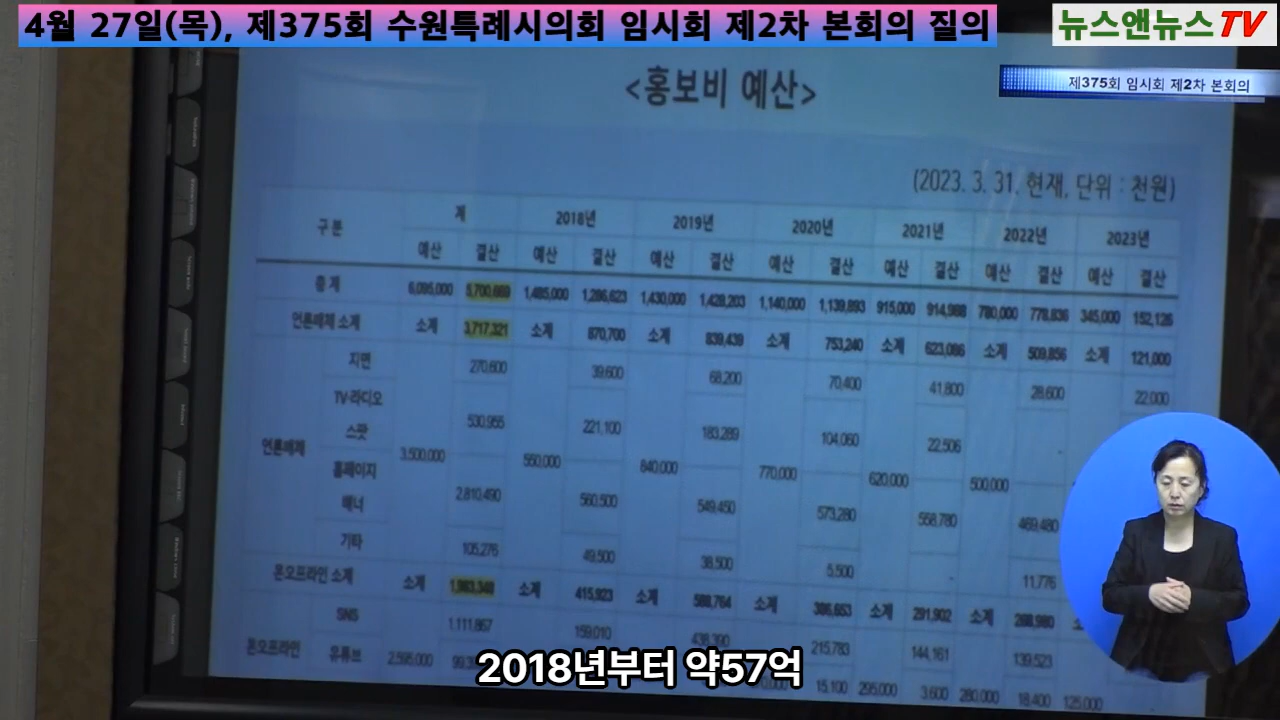 4월 27일(목), 제375회 수원특례시의회 임시회 제2차 본회의 질의
뉴스앤뉴스TV
제375회 임시회 제2차 본회의
<홍보비 예산>
(2023. 3. 31. 현재, 단위 : 천원)
구분 계 2018년 2019년 2020년 2021년 2022년 2023년
예산 결산 예산 결산 예산 결산 예산 결산 예산 결산 예산 결산 예산 결산
총계 6,095,000 5,700,669 1,485,000 1,286,623 1,430,000 1,428,203 1,140,000 1,139,893 915,000 914,988 780,000 778,836 345,000 152,126
언론매체 소계 소계 3,717,321 소계 870,700 소계 839,439 소계 753,240 소계 623,086 소계 509,856 소계 121,000
지면 270,600 39,600 68,200 70,400 41,800 28,600 22,000
TV·라디오
스팟 530,955 221,100 183,289 104,060 22,506
언론매체 3,500,000 840,000 770,000 620,000 500,000
홈페이지
배너 2,810,490 560,500 549,450 573,280 558,780 469,480
기타 105,276 49,500 38,500 5,500 11,776
온오프라인 소계 소계 소계 415,923 소계 588,764 소계 386,653 소계 291,902 소계
SNS 1,111,867 159,010 215,783 144,161 139,523
온오프라인 유튜브 2,595,000 15,100 295,000 3,600 280,000 18,400 125,000
2018년부터 약57억